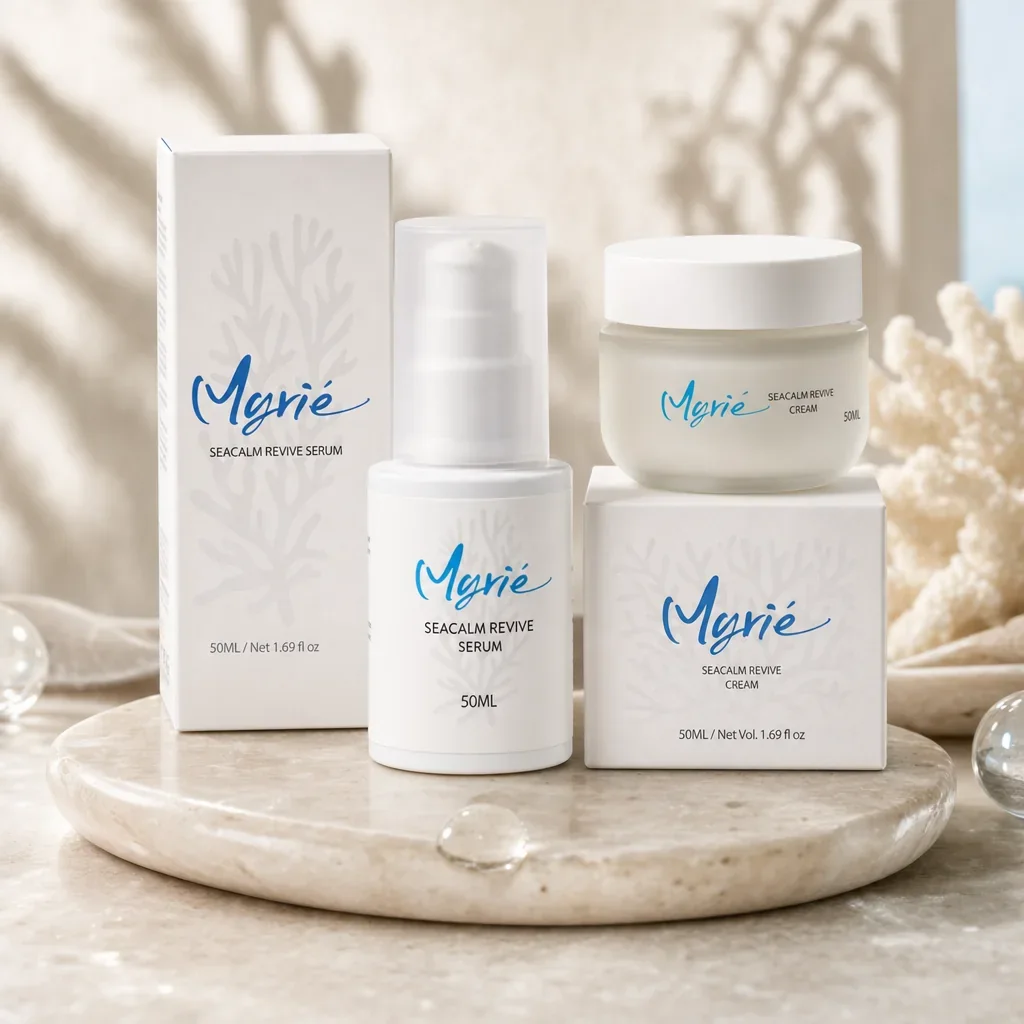 Myrié
SEACALM REVIVE SERUM
50ML / Net 1.69 fl oz
Myrié
SEACALM REVIVE
SERUM
50ML
Myrié
SEACALM REVIVE
CREAM
50ML
Myrié
SEACALM REVIVE
CREAM
50ML / Net Vol. 1.69 fl oz